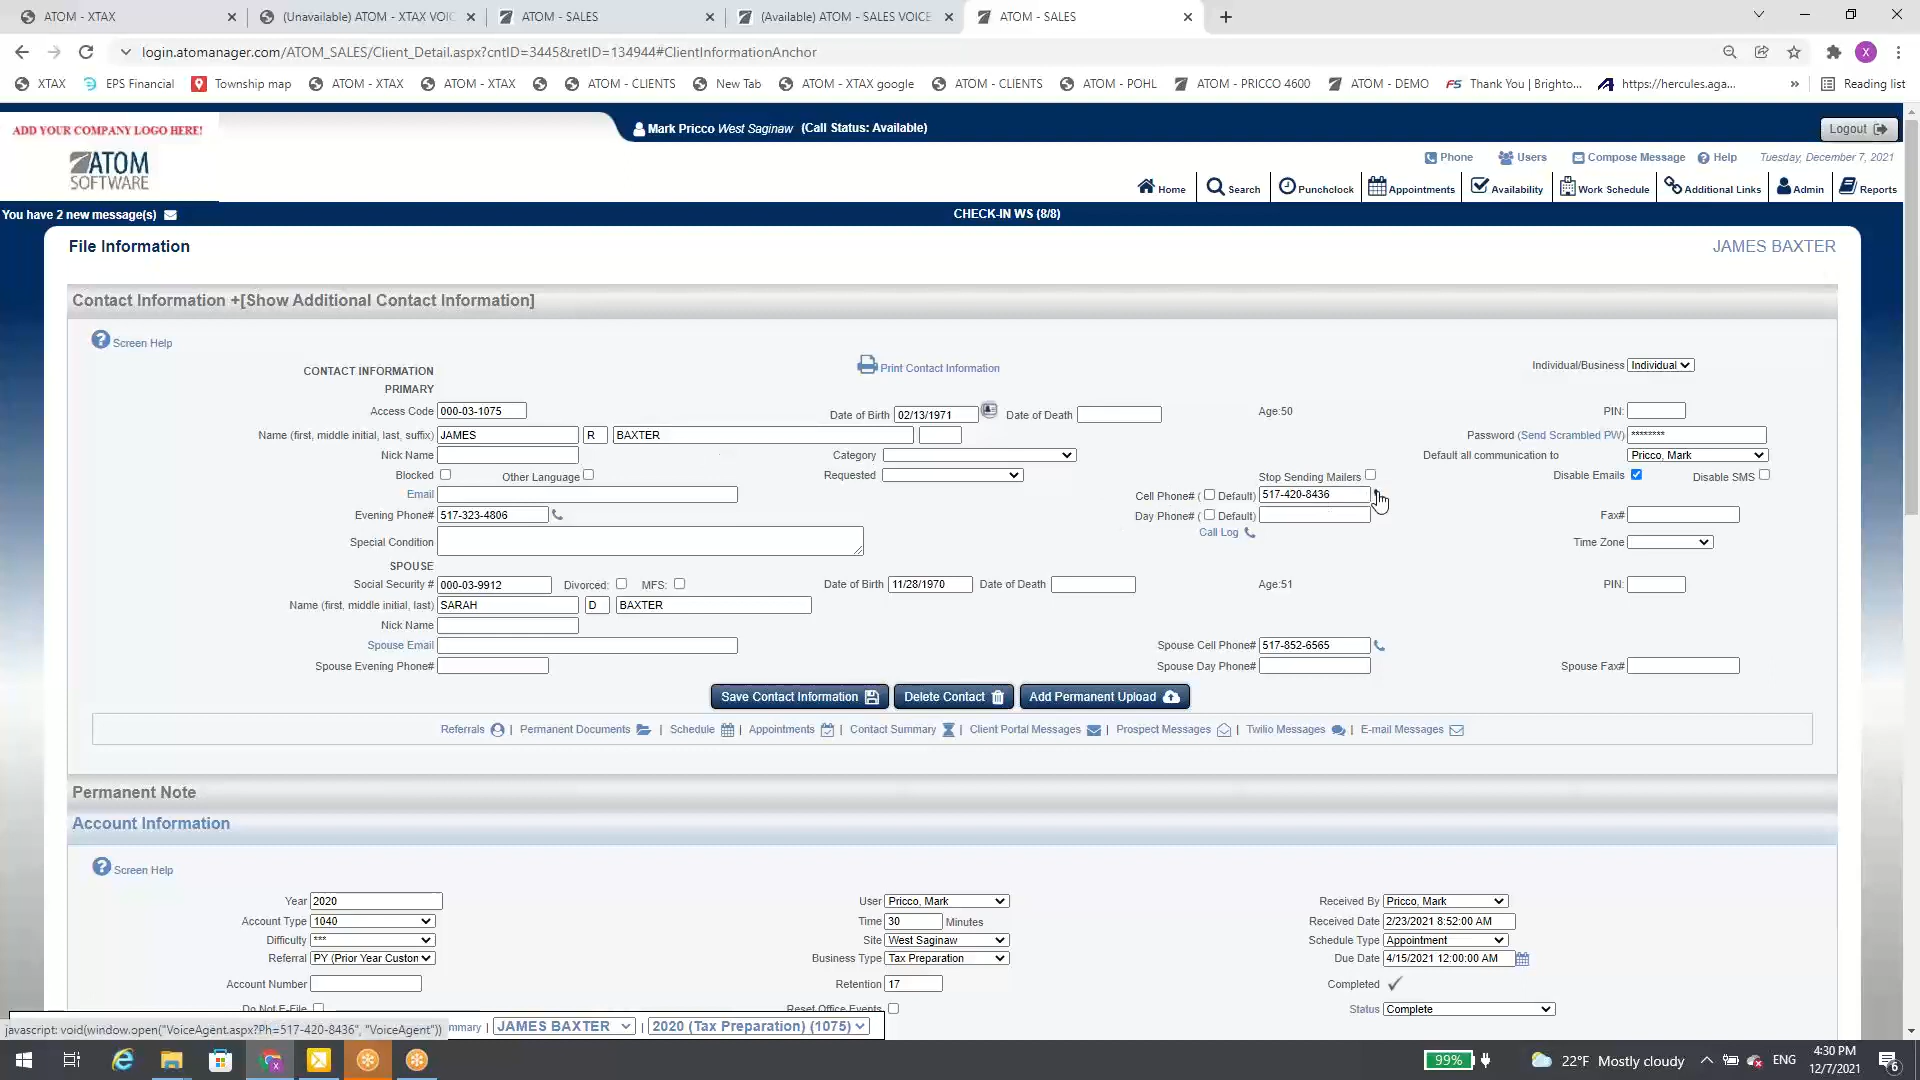 ATOM - XTAX
(Unavailable) ATOM - XTAX VOIC
ATOM - SALES
(Available) ATOM - SALES VOICE
ATOM - SALES
login.atomanager.com/ATOM_SALES/Client_Detail.aspx?cntID=3445&retID=134944#ClientInformationAnchor
XTAX
EPS Financial
Township map
ATOM - XTAX
ATOM - XTAX
ATOM - CLIENTS
New Tab
ATOM - XTAX google
ATOM - CLIENTS
ATOM - POHL
ATOM - PRICCO 4600
ATOM - DEMO
FS Thank You | Brighto...
https://hercules.aga...
»
Reading list
ADD YOUR COMPANY LOGO HERE!
Mark Pricco West Saginaw (Call Status: Available)
Logout
ATOM
SOFTWARE
Phone Users Compose Message Help Tuesday, December 7, 2021
Home Search Punchclock Appointments Availability Work Schedule Additional Links Admin Reports
You have 2 new message(s)
CHECK-IN WS (8/8)
File Information
JAMES BAXTER
Contact Information +[Show Additional Contact Information]
Screen Help
CONTACT INFORMATION
Print Contact Information
Individual/Business Individual
PRIMARY
Access Code 000-03-1075
Date of Birth 02/13/1971 Date of Death
Age:50
PIN:
Name (first, middle initial, last, suffix) JAMES R BAXTER
Password (Send Scrambled PW) ********
Nick Name
Category
Default all communication to Pricco, Mark
Blocked Other Language
Requested
Stop Sending Mailers
Disable Emails Disable SMS
Email
Cell Phone# ( Default) 517-420-8436
Evening Phone# 517-323-4806
Day Phone# ( Default)
Fax#
Call Log
Special Condition
Time Zone
SPOUSE
Social Security # 000-03-9912 Divorced: MFS:
Date of Birth 11/28/1970 Date of Death
Age:51
PIN:
Name (first, middle initial, last) SARAH D BAXTER
Nick Name
Spouse Email
Spouse Cell Phone# 517-852-6565
Spouse Evening Phone#
Spouse Day Phone#
Spouse Fax#
Save Contact Information Delete Contact Add Permanent Upload
Referrals | Permanent Documents | Schedule | Appointments | Contact Summary | Client Portal Messages | Prospect Messages | Twilio Messages | E-mail Messages
Permanent Note
Account Information
Screen Help
Year 2020
User Pricco, Mark
Received By Pricco, Mark
Account Type 1040
Time 30 Minutes
Received Date 2/23/2021 8:52:00 AM
Difficulty ***
Site West Saginaw
Schedule Type Appointment
Referral PY (Prior Year Custon
Business Type Tax Preparation
Due Date 4/15/2021 12:00:00 AM
Account Number
Retention 17
Completed
Do Not E-File
Reset Office Events
Status Complete
javascript: void(window.open("VoiceAgent.aspx?Ph=517-420-8436", "VoiceAgent"))
mmary | JAMES BAXTER | 2020 (Tax Preparation) (1075)
99%
22°F Mostly cloudy
ENG
4:30 PM
12/7/2021
6